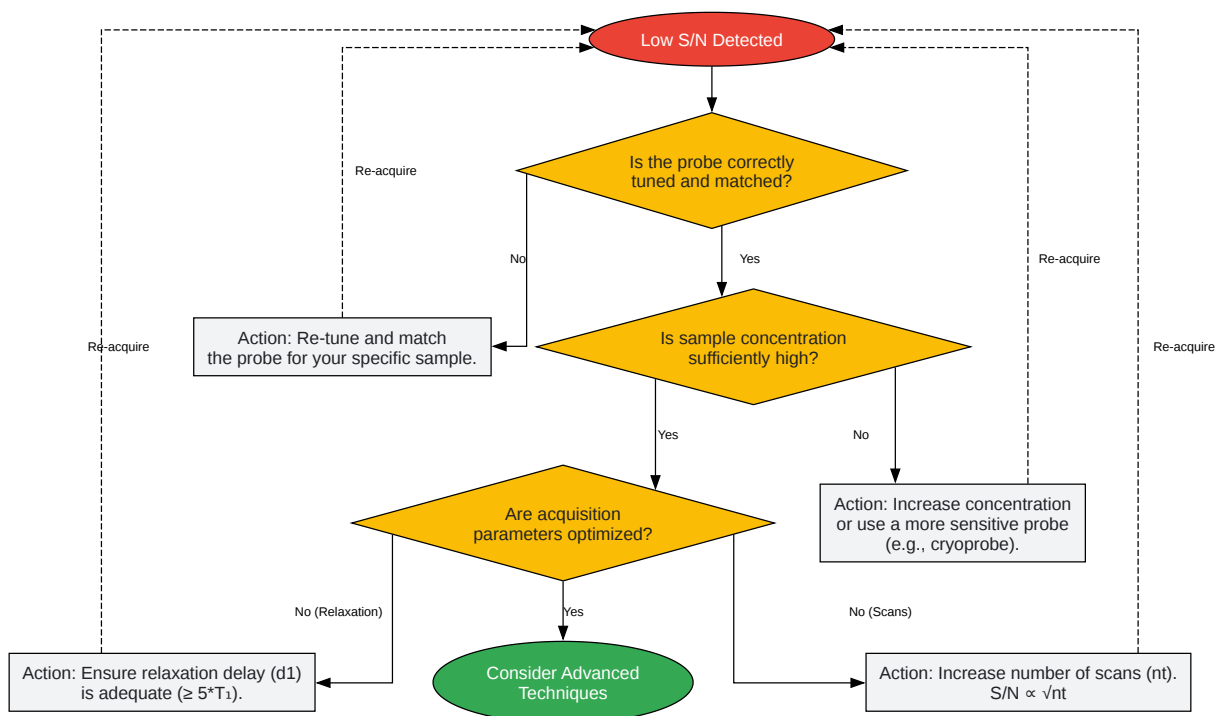 Low S/N Detected
Is the probe correctly
tuned and matched?
Re-acquire
No
Yes
Re-acquire
Action: Re-tune and match
the probe for your specific sample.
Re-acquire
Is sample concentration
sufficiently high?
Re-acquire
Yes
No
Action: Increase concentration
or use a more sensitive probe
(e.g., cryoprobe).
Are acquisition
parameters optimized?
No (Relaxation)
Yes
No (Scans)
Action: Ensure relaxation delay (d1)
is adequate (≥ 5*T₁).
Consider Advanced
Techniques
Action: Increase number of scans (nt).
S/N ∝ √nt